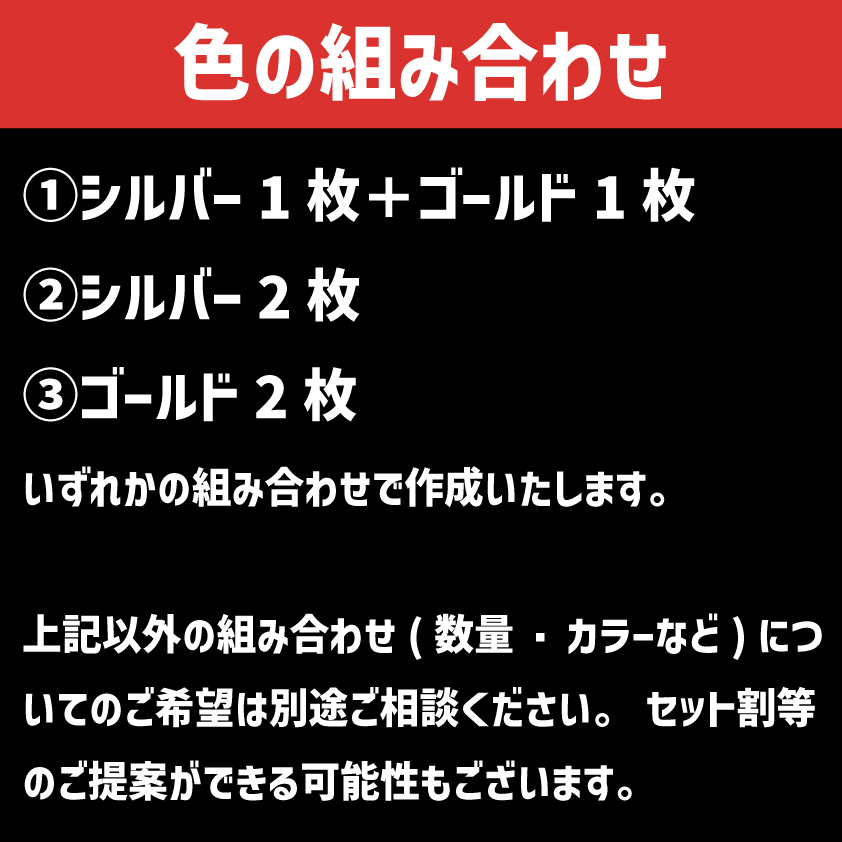 色の組み合わせ
①シルバー 1 枚＋ゴールド 1 枚
②シルバー 2 枚
③ゴールド 2 枚
いずれかの組み合わせで作成いたします。
上記以外の組み合わせ ( 数量 ・ カラーなど ) につ
いてのご希望は別途ご相談ください。 セット割等
のご提案ができる可能性もございます。